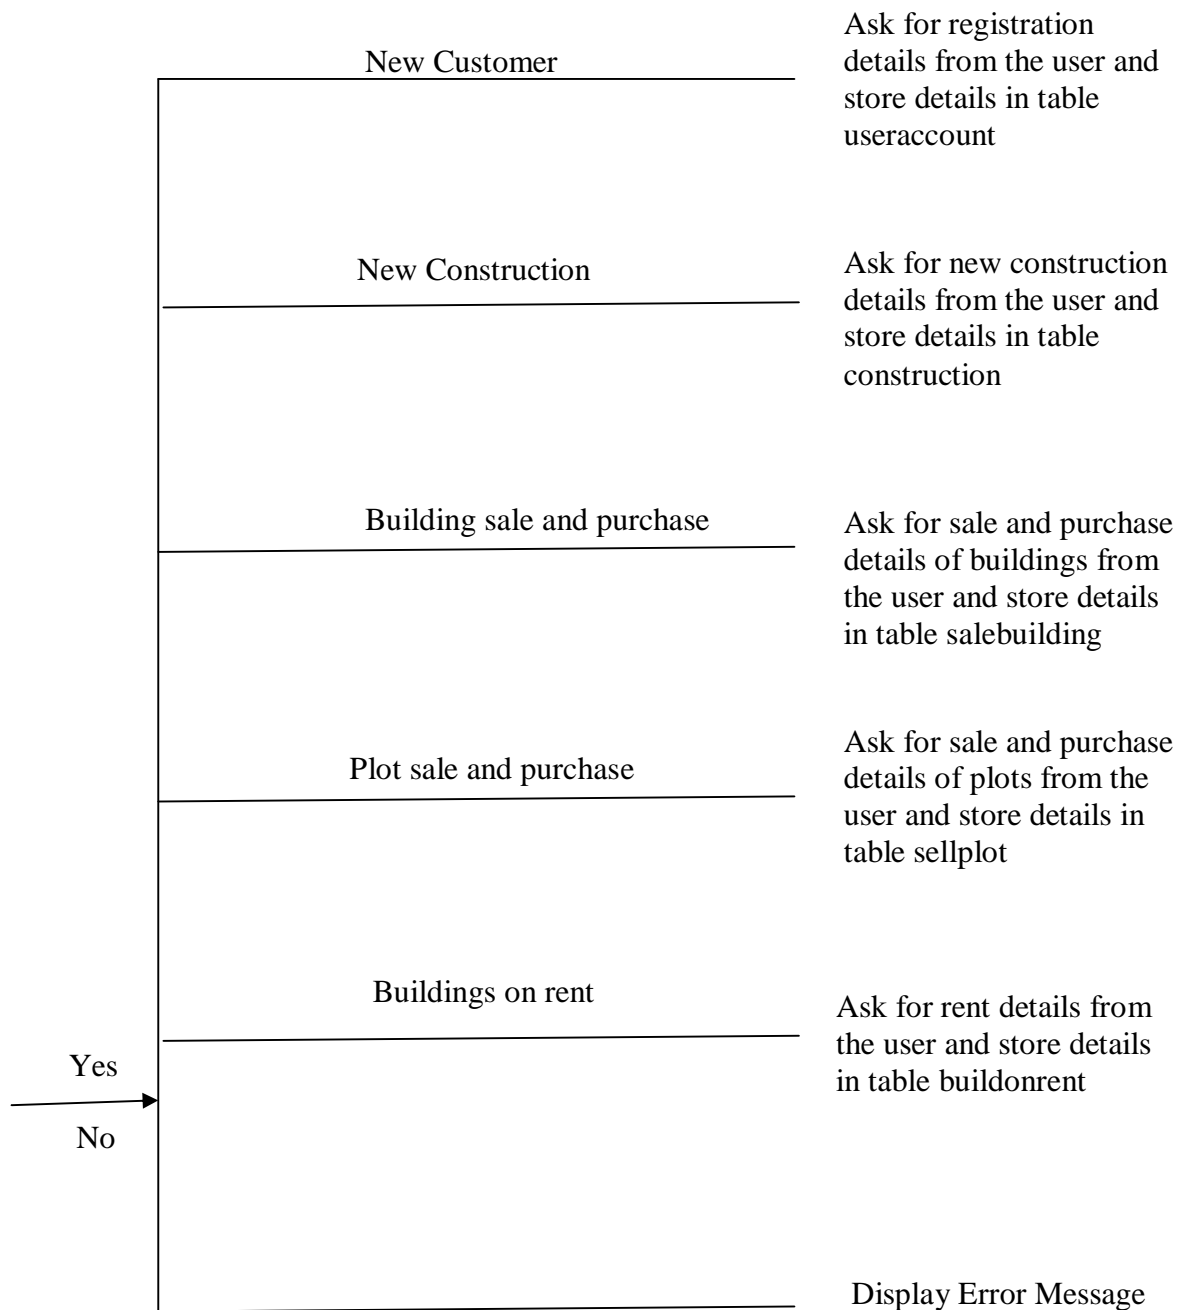 New Customer
Ask for registration
details from the user and
store details in table
useraccount
New Construction
Ask for new construction
details from the user and
store details in table
construction
Building sale and purchase
Ask for sale and purchase
details of buildings from
the user and store details
in table salebuilding
Plot sale and purchase
Ask for sale and purchase
details of plots from the
user and store details in
table sellplot
Buildings on rent
Ask for rent details from
the user and store details
in table buildonrent
Yes
No
Display Error Message